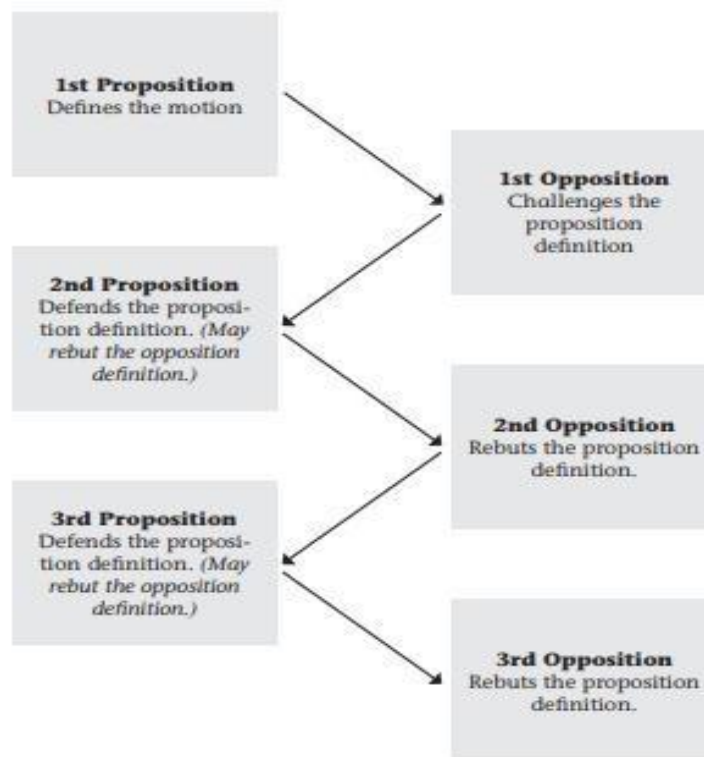 1st Proposition
Defines the motion
1st Opposition
Challenges the
proposition
definition
2nd Proposition
Defends the proposi-
tion definition. (May
rebut the opposition
definition.)
2nd Opposition
Rebuts the proposition
definition.
3rd Proposition
Defends the proposi-
tion definition. (May
rebut the opposition
definition.)
3rd Opposition
Rebuts the proposition
definition.